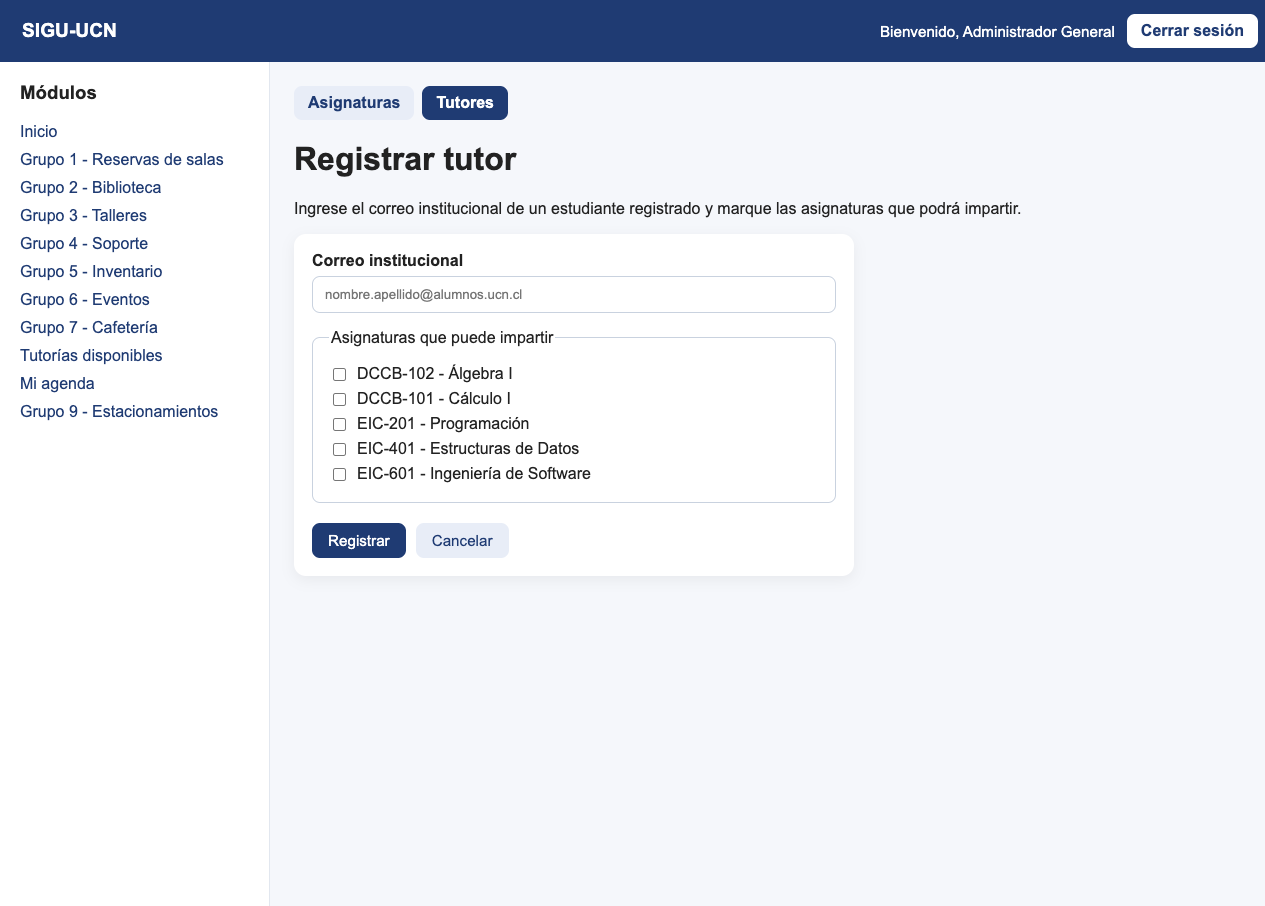 SIGU-UCN
Bienvenido, Administrador General
Cerrar sesión
Módulos
Inicio
Grupo 1 - Reservas de salas
Grupo 2 - Biblioteca
Grupo 3 - Talleres
Grupo 4 - Soporte
Grupo 5 - Inventario
Grupo 6 - Eventos
Grupo 7 - Cafetería
Tutorías disponibles
Mi agenda
Grupo 9 - Estacionamientos
Asignaturas
Tutores
Registrar tutor
Ingrese el correo institucional de un estudiante registrado y marque las asignaturas que podrá impartir.
Correo institucional
nombre.apellido@alumnos.ucn.cl
Asignaturas que puede impartir
DCCB-102 - Álgebra I
DCCB-101 - Cálculo I
EIC-201 - Programación
EIC-401 - Estructuras de Datos
EIC-601 - Ingeniería de Software
Registrar
Cancelar